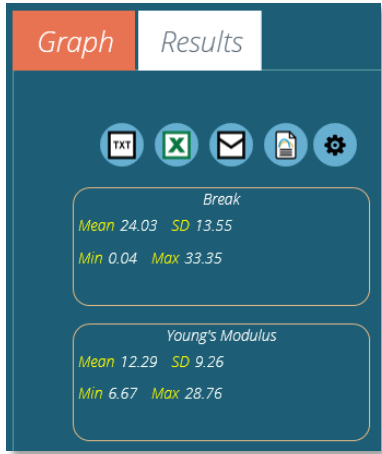 Graph Results
TXT X
Break
Mean 24.03 SD 13.55
Min 0.04 Max 33.35
Young's Modulus
Mean 12.29 SD 9.26
Min 6.67 Max 28.76